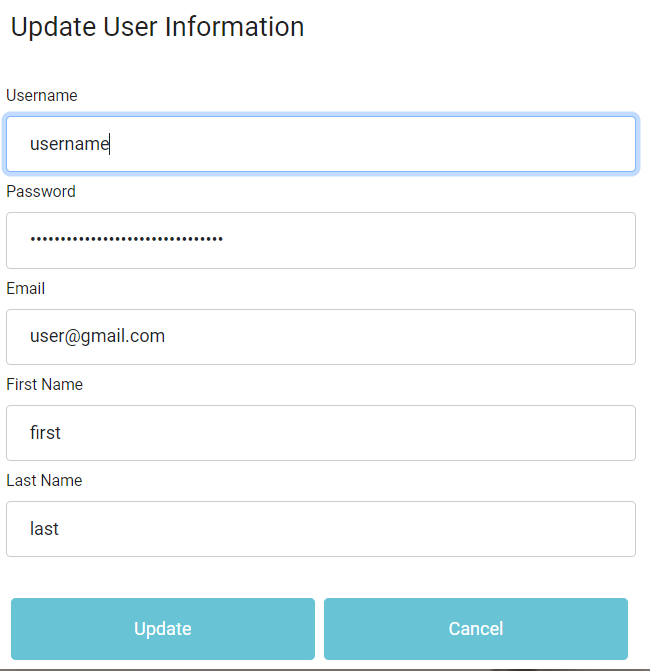 Update User Information
Username
username
Password
••••••••••••••••••••••••••••••••
Email
user@gmail.com
First Name
first
Last Name
last
Update Cancel